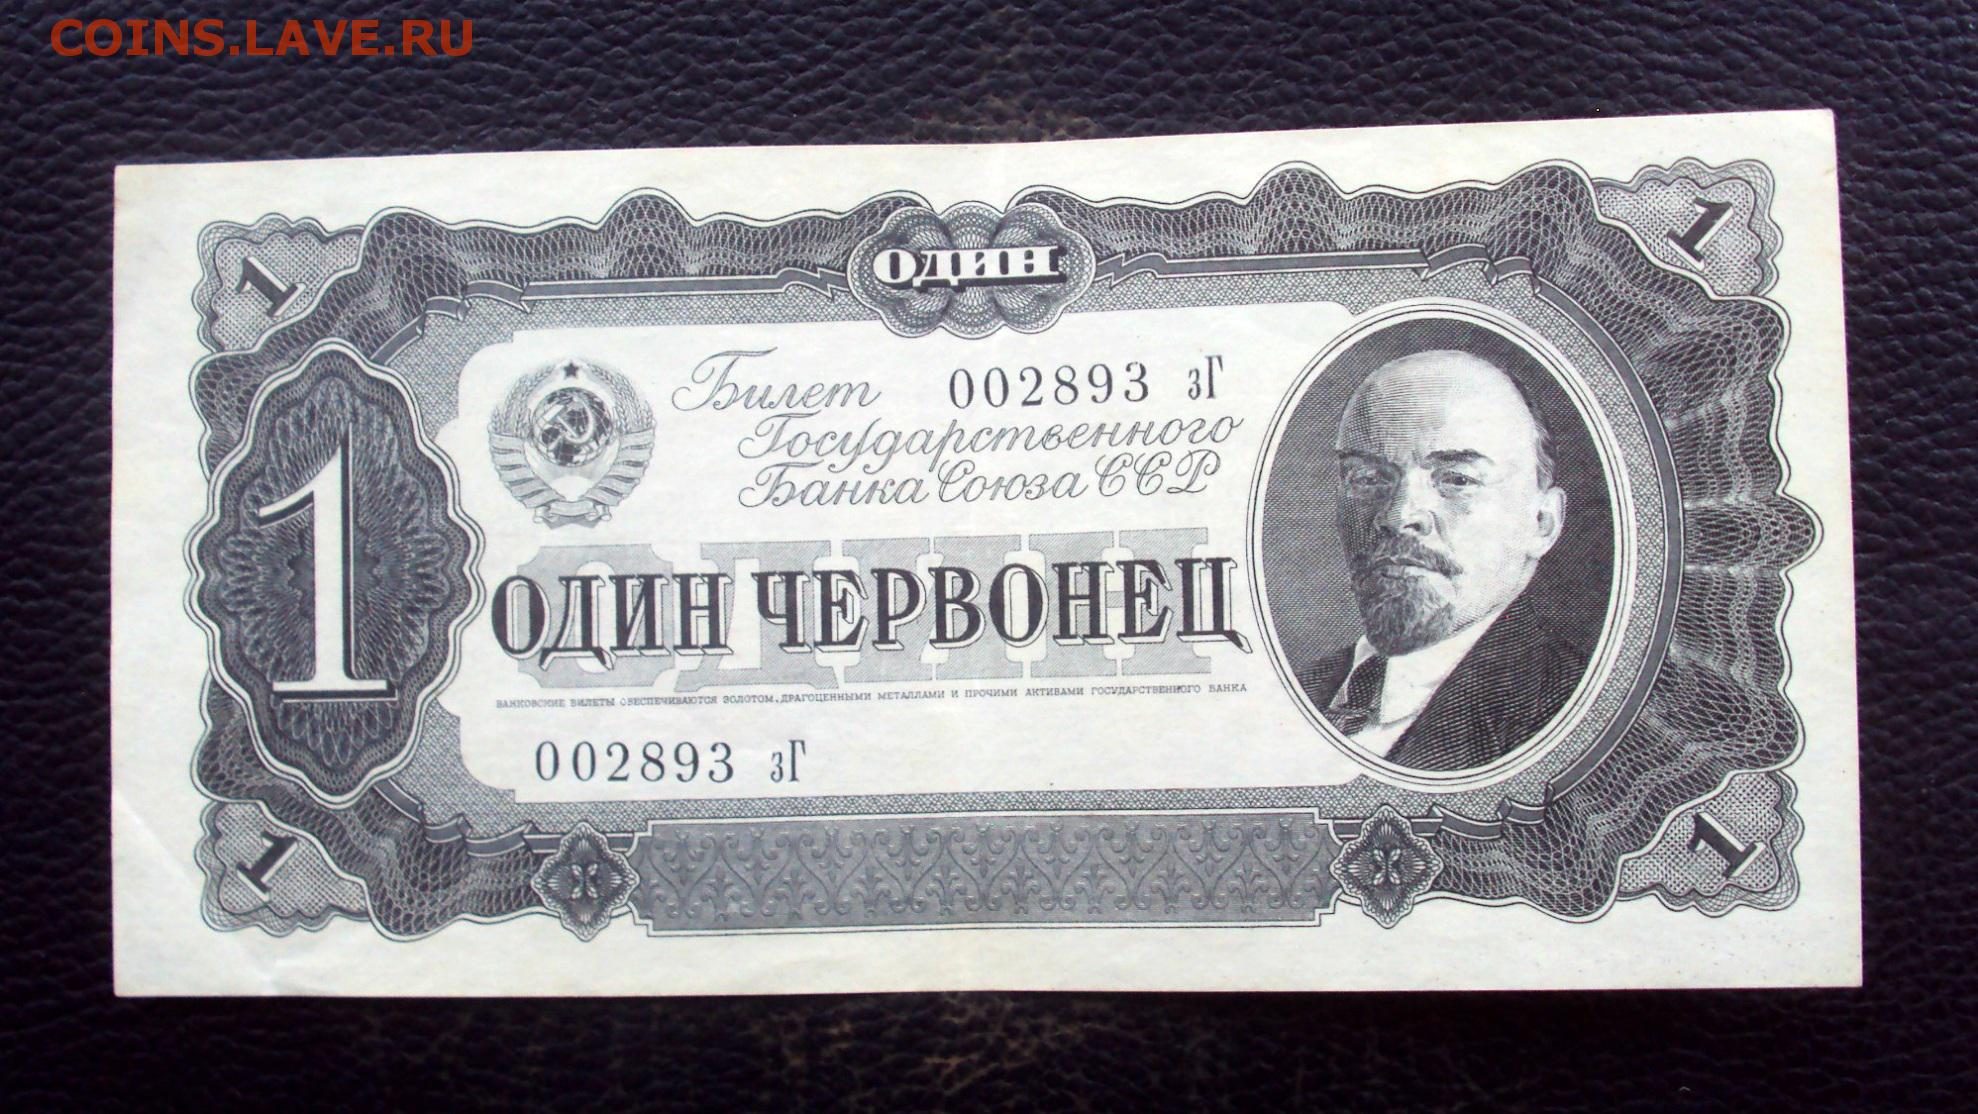 COINS.LAVE.RU
1
ОДИН
1
Билет 002893 зГ
Государственного
Банка Союза ССР
1
ОДИН
ОДИН ЧЕРВОНЕЦ
БАНКОВСКИЕ БИЛЕТЫ ОБЕСПЕЧИВАЮТСЯ ЗОЛОТОМ, ДРАГОЦЕННЫМИ МЕТАЛЛАМИ И ПРОЧИМИ АКТИВАМИ ГОСУДАРСТВЕННОГО БАНКА
002893 зГ
1
1